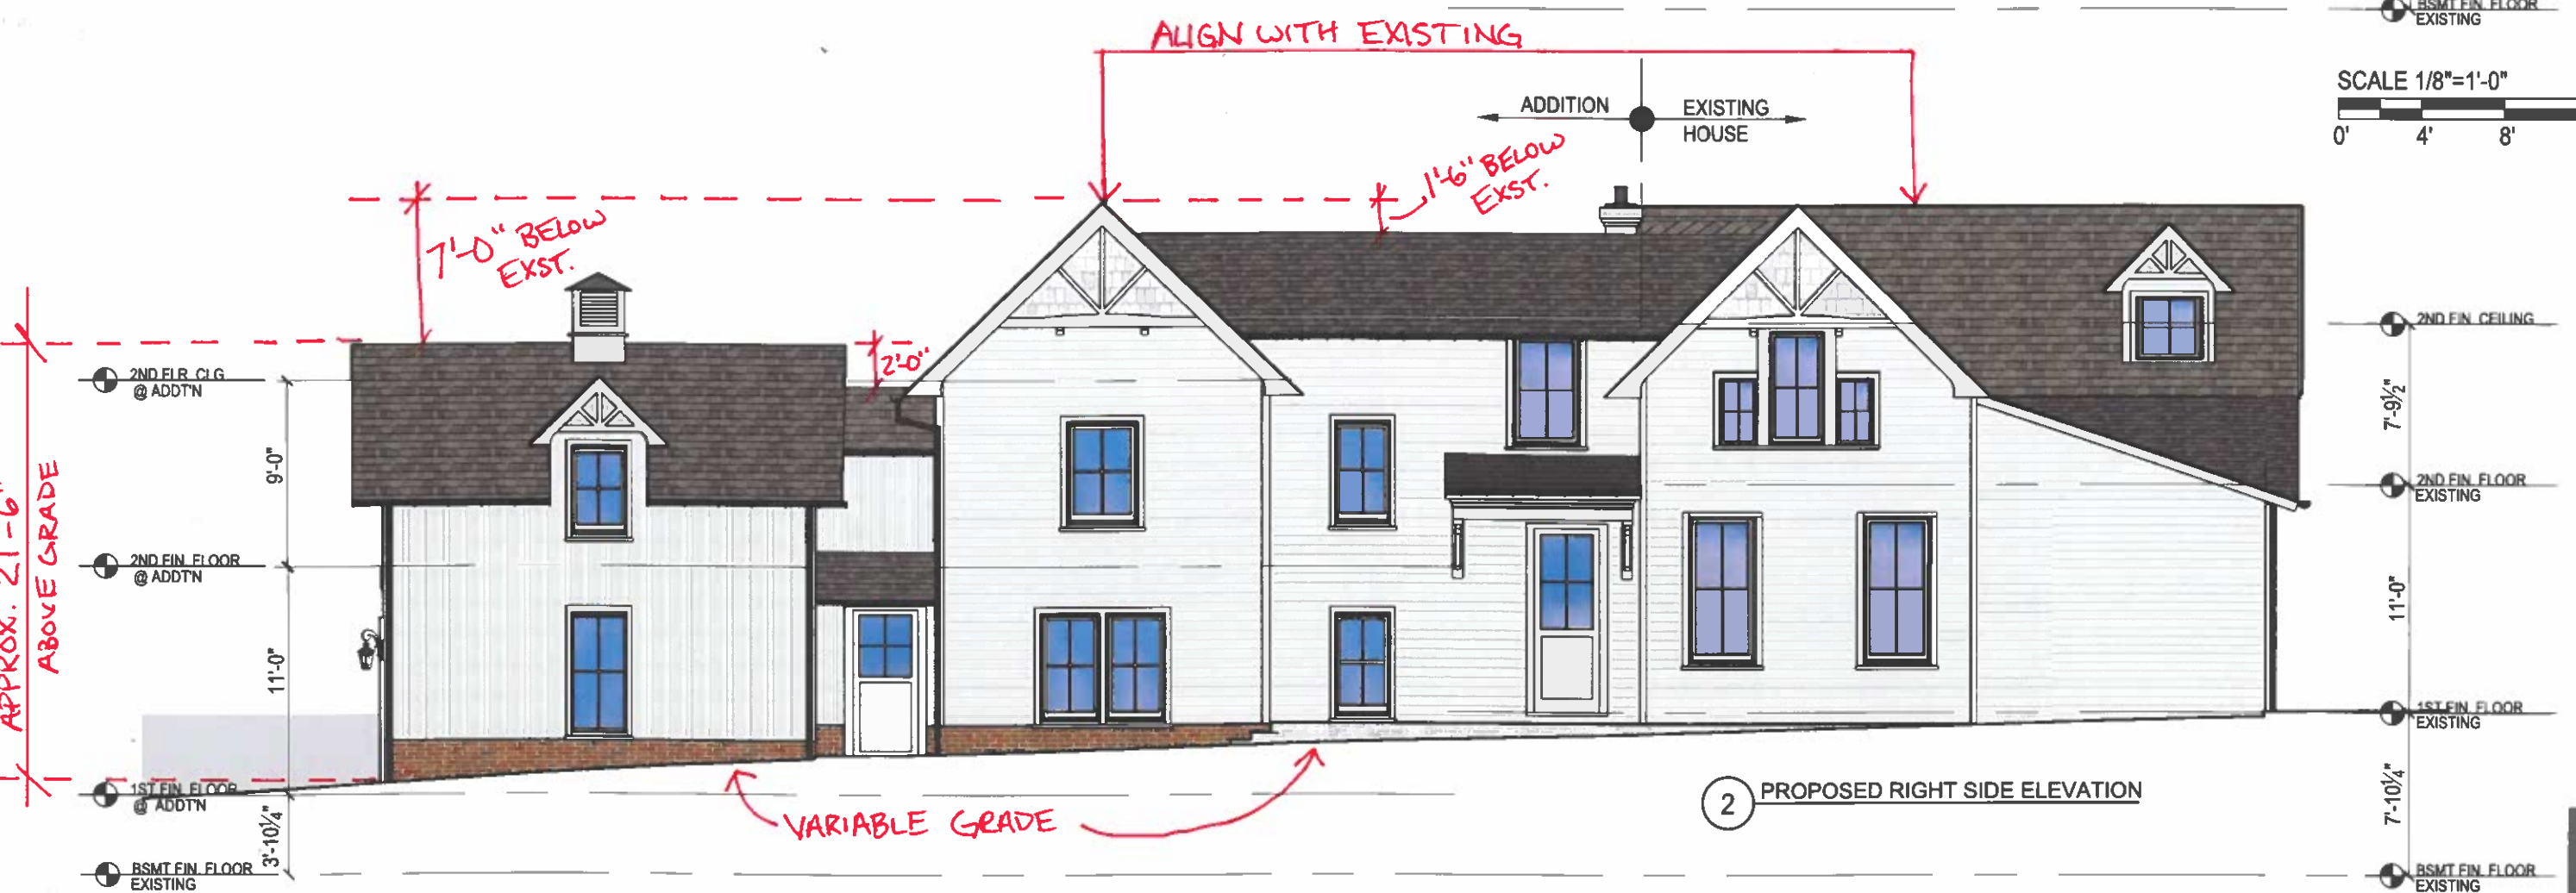 BSMT FIN. FLOOR
EXISTING
ALIGN WITH EXISTING
SCALE 1/8"=1'-0"
0' 4' 8'
ADDITION
EXISTING
HOUSE
1'-6" BELOW
EXST.
7'-0" BELOW
EXST.
2'-0"
2ND FLR. CLG
@ ADDT'N
9'-0"
2ND FIN. FLOOR
@ ADDT'N
11'-0"
1ST FIN. FLOOR
@ ADDT'N
3'-10¼"
BSMT FIN. FLOOR
EXISTING
APPROX. 21'-6"
ABOVE GRADE
VARIABLE GRADE
2 PROPOSED RIGHT SIDE ELEVATION
2ND FIN. CEILING
7'-9½"
2ND FIN. FLOOR
EXISTING
11'-0"
1ST FIN. FLOOR
EXISTING
7'-10¼"
BSMT FIN. FLOOR
EXISTING